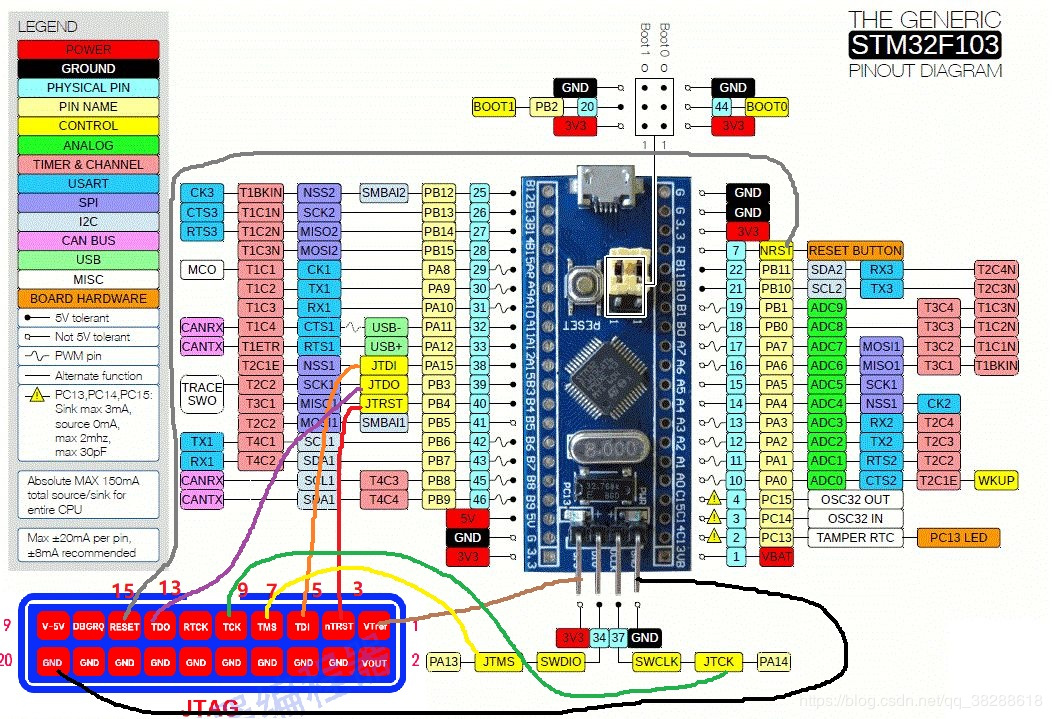 THE GENERIC
STM32F103
PINOUT DIAGRAM
LEGEND
POWER
GROUND
PHYSICAL PIN
PIN NAME
CONTROL
ANALOG
TIMER & CHANNEL
USART
SPI
I2C
CAN BUS
USB
MISC
BOARD HARDWARE
5V tolerant
Not 5V tolerant
PWM pin
Alternate function
PC13,PC14,PC15:
Sink max 3mA,
source 0mA,
max 2mhz,
max 30pF
Absolute MAX 150mA
total source/sink for
entire CPU
Max ±20mA per pin,
±8mA recommended
Boot 1 Boot 0
GND GND
BOOT1 PB2 20 44 BOOT0
3V3 3V3
1 1
CK3 T1BKIN NSS2 SMBAI2 PB12 25
CTS3 T1C1N SCK2 PB13 26
RTS3 T1C2N MISO2 PB14 27
T1C3N MOSI2 PB15 28
MCO T1C1 CK1 PA8 29
T1C2 TX1 PA9 30
T1C3 RX1 PA10 31
CANRX T1C4 CTS1 USB- PA11 32
CANTX T1ETR RTS1 USB+ PA12 33
T2C1E NSS1 JTDI PA15 38
TRACE SWO
T2C2 SCK1 JTDO PB3 39
T3C1 MISO JTRST PB4 40
T2C2 MOSI SMBAI1 PB5 41
TX1 T4C1 SCL1 PB6 42
RX1 T4C2 SDA1 PB7 43
CANRX SCL1 T4C3 PB8 45
CANTX SDA1 T4C4 PB9 46
5V
GND
3V3
GND
GND
3V3
7 NRST RESET BUTTON
22 PB11 SDA2 RX3 T2C4N
21 PB10 SCL2 TX3 T2C3N
19 PB1 ADC9 T3C4 T1C3N
18 PB0 ADC8 T3C3 T1C2N
17 PA7 ADC7 MOSI1 T3C2 T1C1N
16 PA6 ADC6 MISO1 T3C1 T1BKIN
15 PA5 ADC5 SCK1
14 PA4 ADC4 NSS1 CK2
13 PA3 ADC3 RX2 T2C4
12 PA2 ADC2 TX2 T2C3
11 PA1 ADC1 RTS2 T2C2
10 PA0 ADC0 CTS2 T2C1E WKUP
4 PC15 OSC32 OUT
3 PC14 OSC32 IN
2 PC13 TAMPER RTC PC13 LED
1 VBAT
RESET
8.000
3V3 34 37 GND
PA13 JTMS SWDIO SWCLK JTCK PA14
15 13 9 7 5 3
9 V-5V DBGRQ RESET TDO RTCK TCK TMS TDI nTRST VTref 1
20 GND GND GND GND GND GND GND GND GND VOUT 2
JTAG
https://blog.csdn.net/qq_38288618